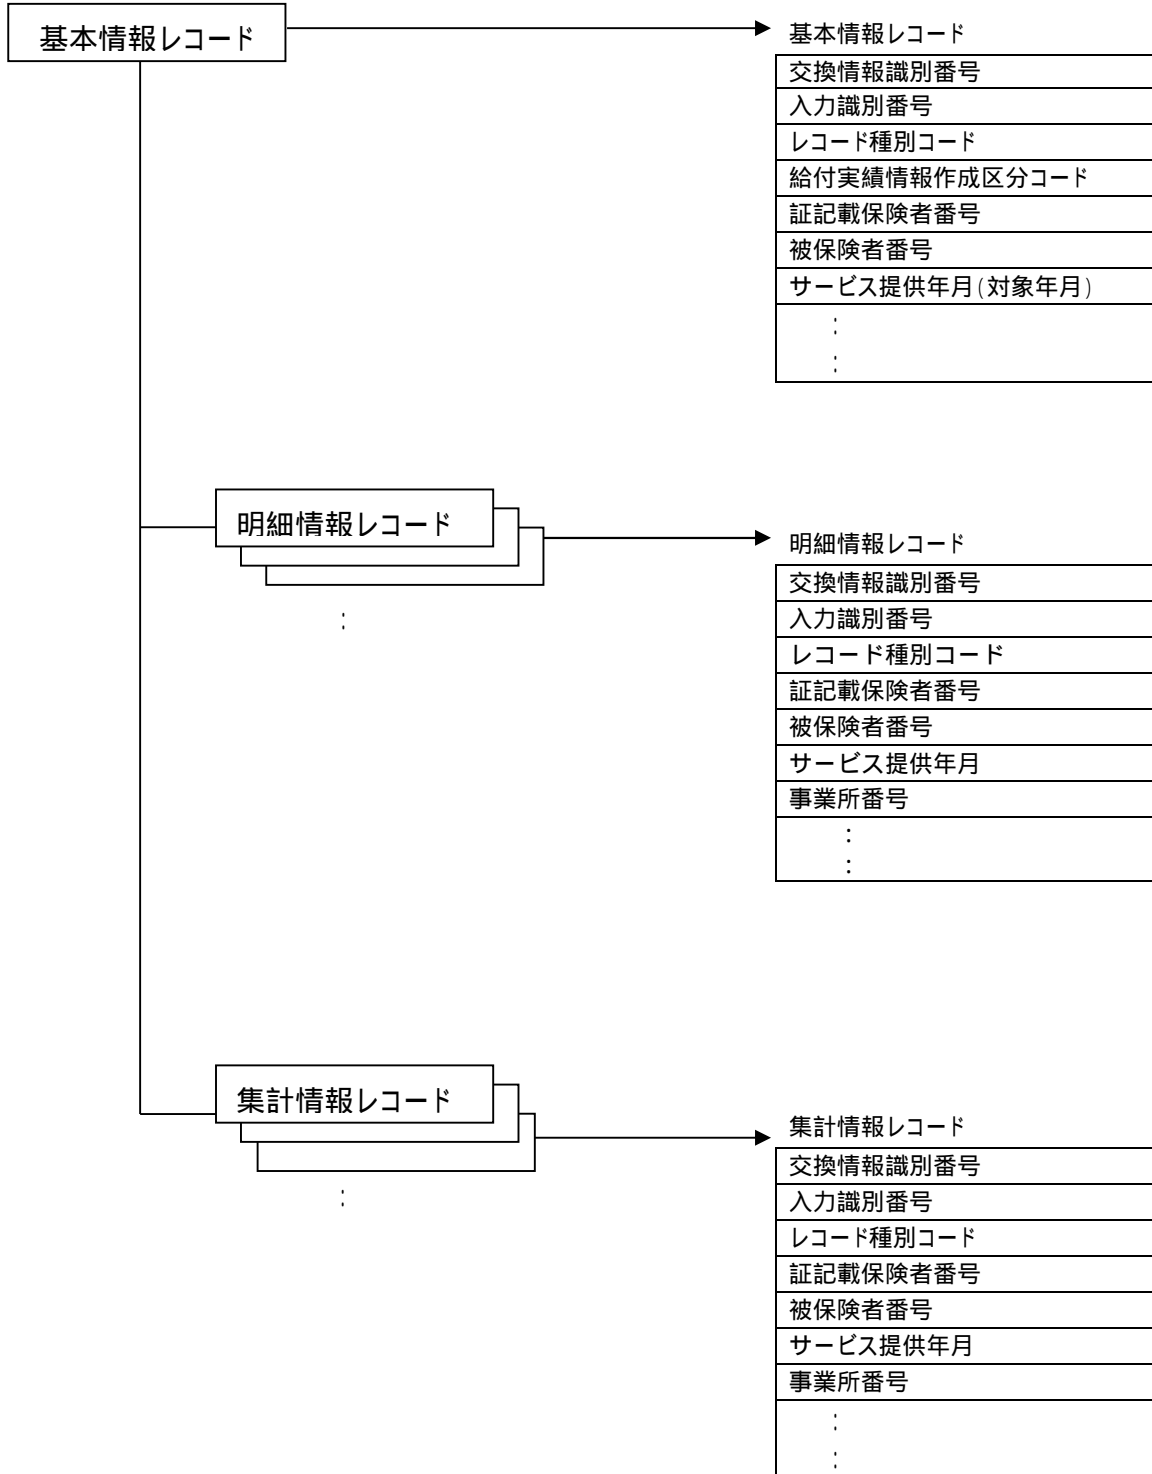 基本情報レコード
基本情報レコード
交換情報識別番号
入力識別番号
レコード種別コード
給付実績情報作成区分コード
証記載保険者番号
被保険者番号
サービス提供年月(対象年月)
:
:
明細情報レコード
:
明細情報レコード
交換情報識別番号
入力識別番号
レコード種別コード
証記載保険者番号
被保険者番号
サービス提供年月
事業所番号
:
:
集計情報レコード
:
集計情報レコード
交換情報識別番号
入力識別番号
レコード種別コード
証記載保険者番号
被保険者番号
サービス提供年月
事業所番号
:
: